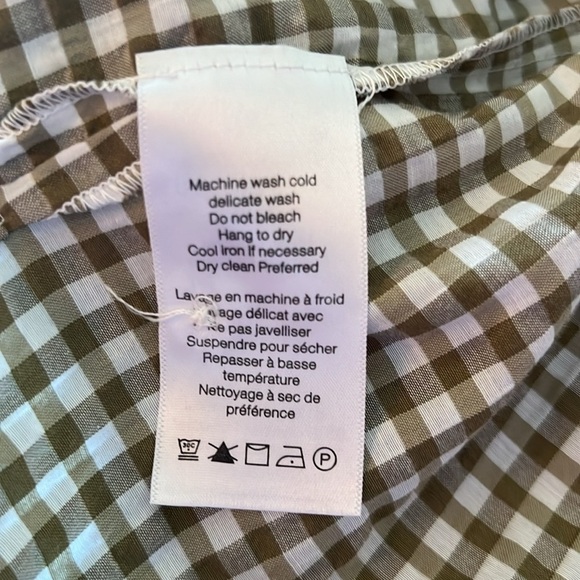 Machine wash cold
delicate wash
Do not bleach
Hang to dry
Cool iron if necessary
Dry clean Preferred
en machine à froid
délicat avec
pas javelliser
Suspendre pour sécher
Repasser à basse
température
Nettoyage à sec de
préférence
30C
P